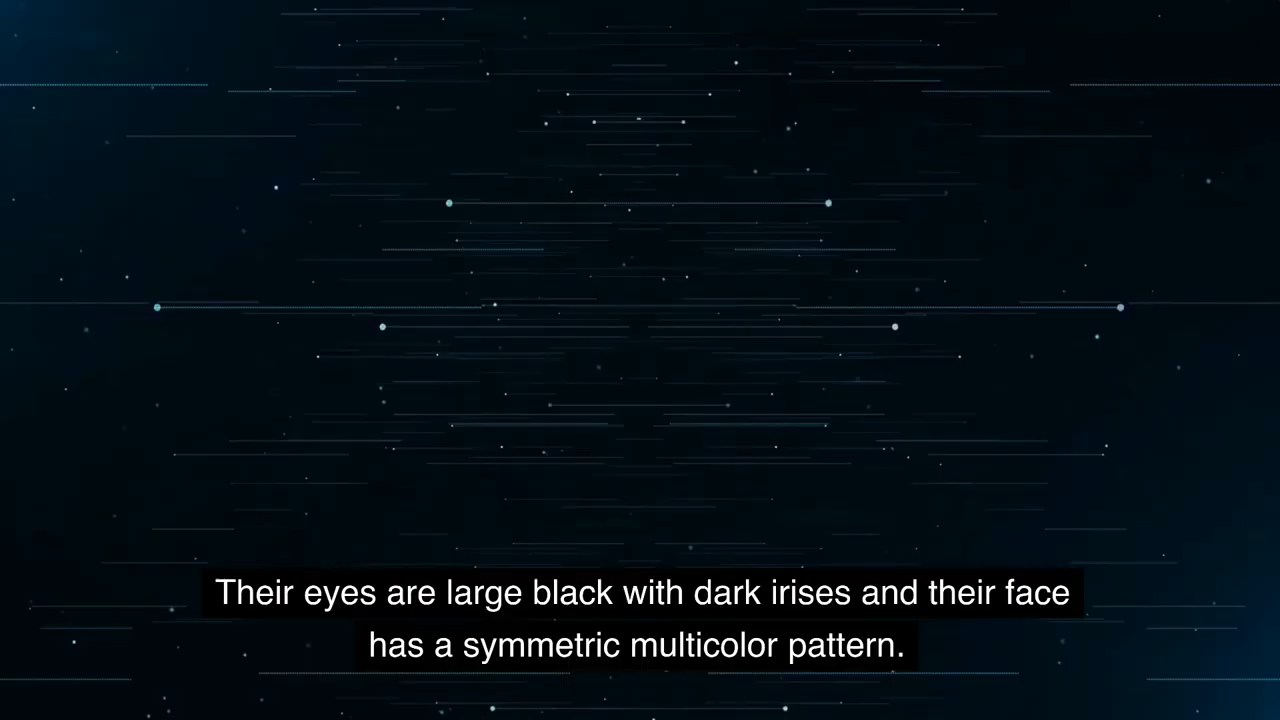 Their eyes are large black with dark irises and their face
has a symmetric multicolor pattern.